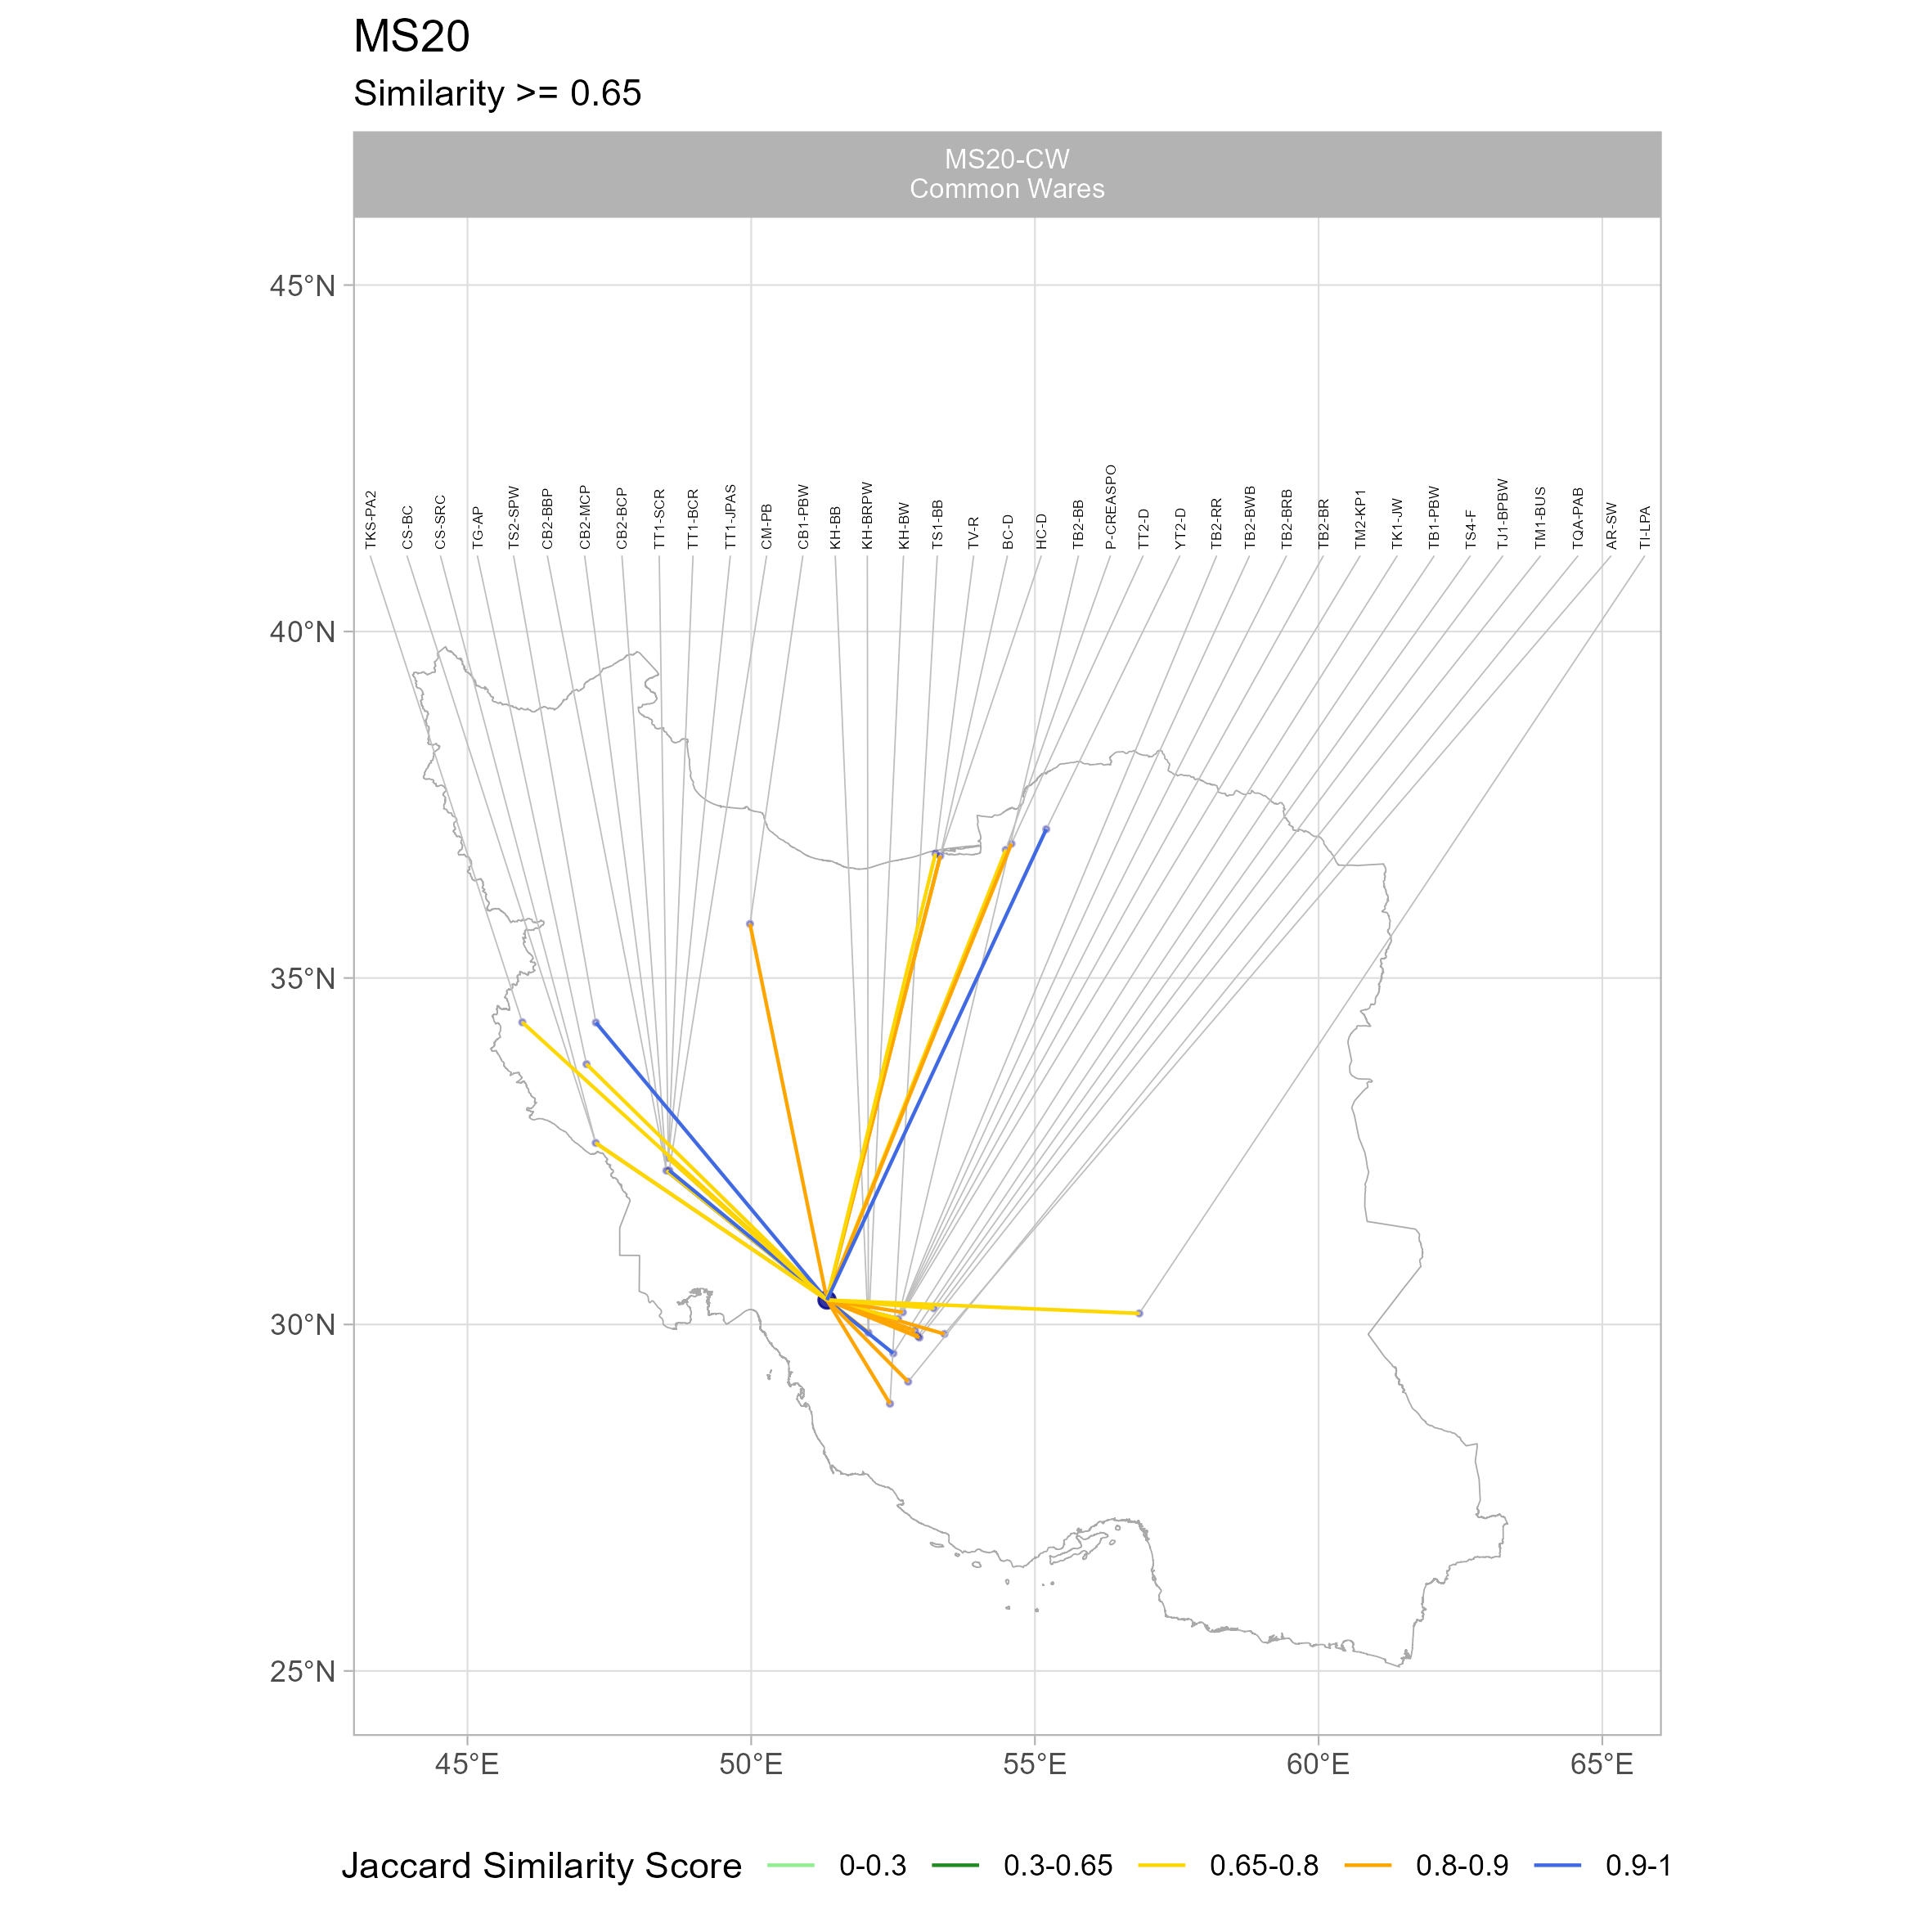 MS20
Similarity >= 0.65
MS20-CW
Common Wares
45°N
40°N
35°N
30°N
25°N
TKS-PA2
CS-BC
CS-SRC
TG-AP
TS2-SPW
CB2-BBP
CB2-MCP
CB2-BCP
TT1-SCR
TT1-BCR
TT1-JPAS
CM-PB
CB1-PBW
KH-BB
KH-BRPW
KH-BW
TS1-BB
TV-R
BC-D
HC-D
TB2-BB
P-CREASPO
TT2-D
YT2-D
TB2-RR
TB2-BWB
TB2-BRB
TB2-BR
TM2-KP1
TK1-JW
TB1-PBW
TS4-F
TJ1-BPBW
TM1-BUS
TQA-PAB
AR-SW
TI-LPA
45°E
50°E
55°E
60°E
65°E
Jaccard Similarity Score 0-0.3 0.3-0.65 0.65-0.8 0.8-0.9 0.9-1